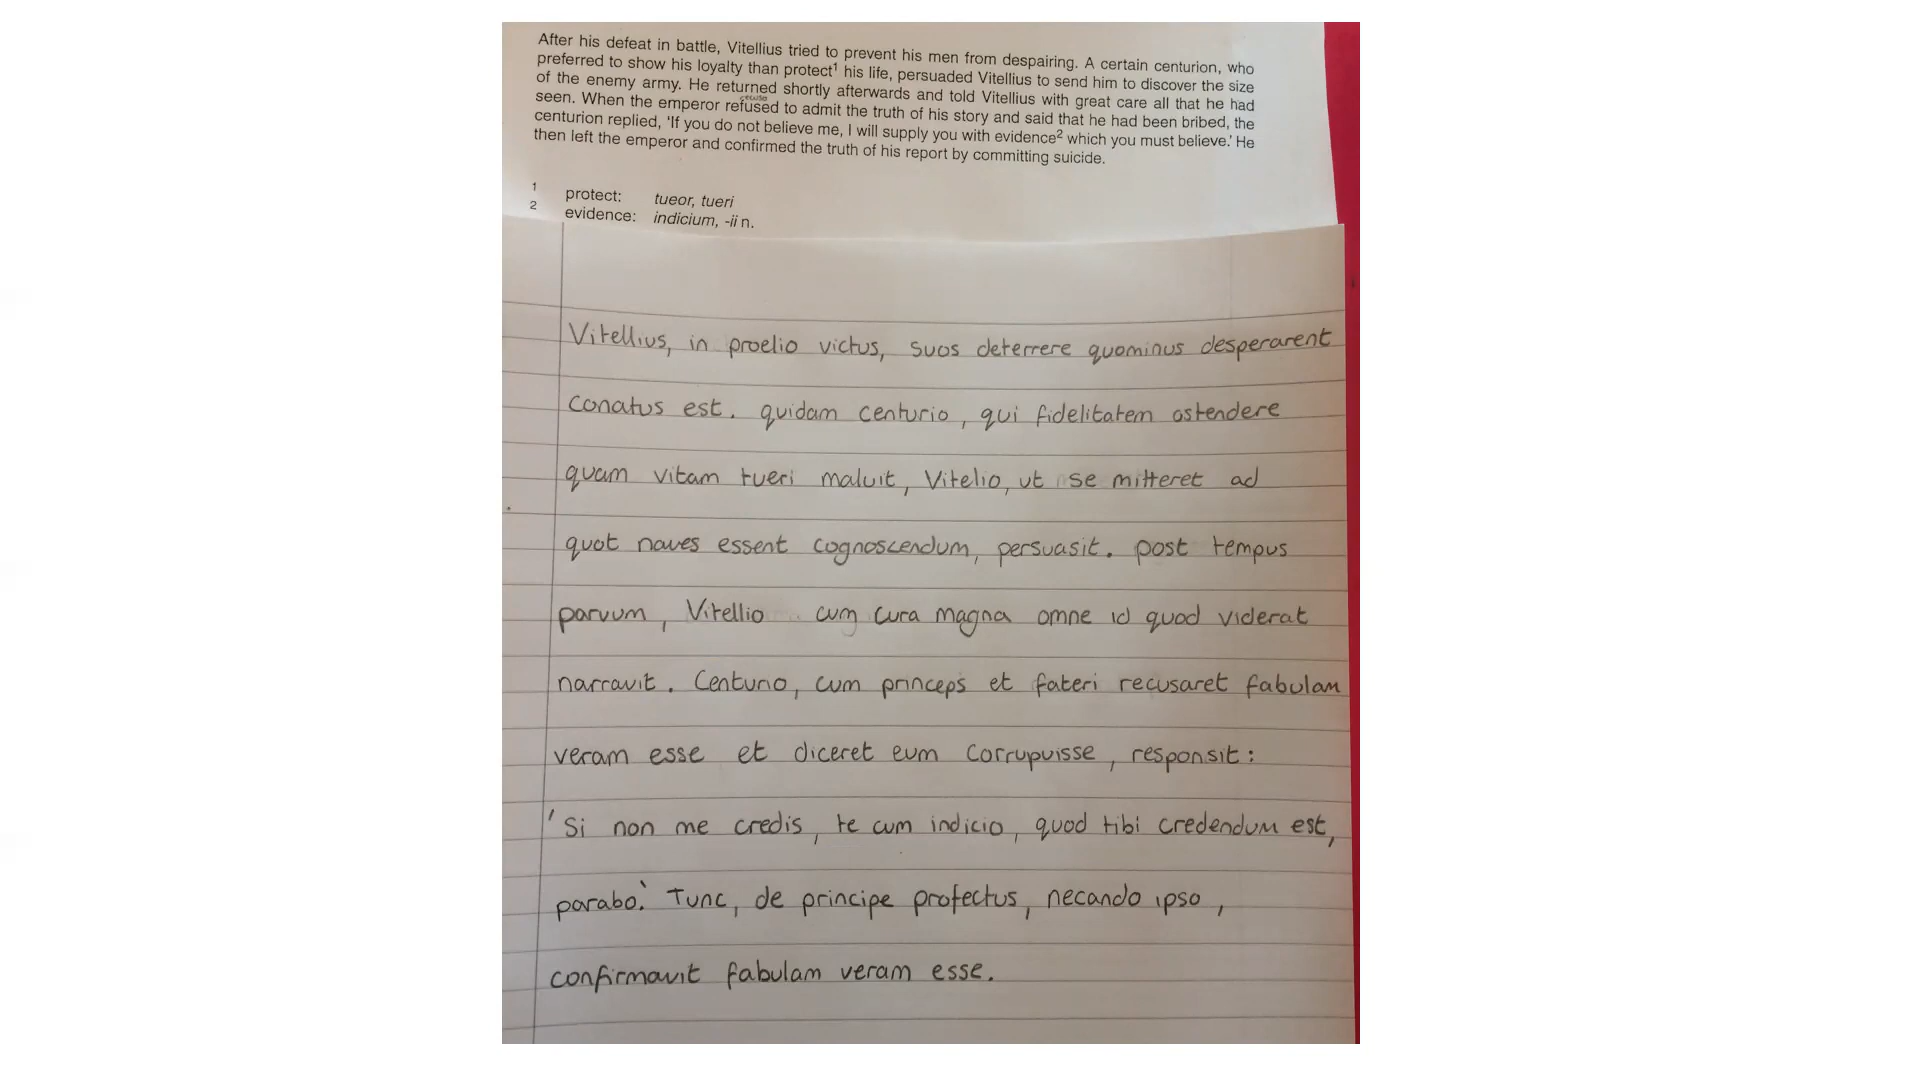 After his defeat in battle, Vitellius tried to prevent his men from despairing. A certain centurion, who
preferred to show his loyalty than protect¹ his life, persuaded Vitellius to send him to discover the size
of the enemy army. He returned shortly afterwards and told Vitellius with great care all that he had
seen. When the emperor refused to admit the truth of his story and said that he had been bribed, the
centurion replied, 'If you do not believe me, I will supply you with evidence² which you must believe.' He
then left the emperor and confirmed the truth of his report by committing suicide.
1 protect: tueor, tueri
2 evidence: indicium, -ii n.
Vitellius, in proelio victus, suos deterrere quominus desperarent
conatus est. quidam centurio, qui fidelitatem ostendere
quam vitam tueri maluit, Vitelio, ut se mitteret ad
quot naves essent cognoscendum, persuasit. post tempus
parvum, Vitellio cum cura magna omne id quod viderat
narravit. Centurio, cum princeps et fateri recusaret fabulam
veram esse et diceret eum corrupuisse, responsit:
'Si non me credis, te cum indicio, quod tibi credendum est,
parabo.' Tunc, de principe profectus, necando ipso,
confirmavit fabulam veram esse.